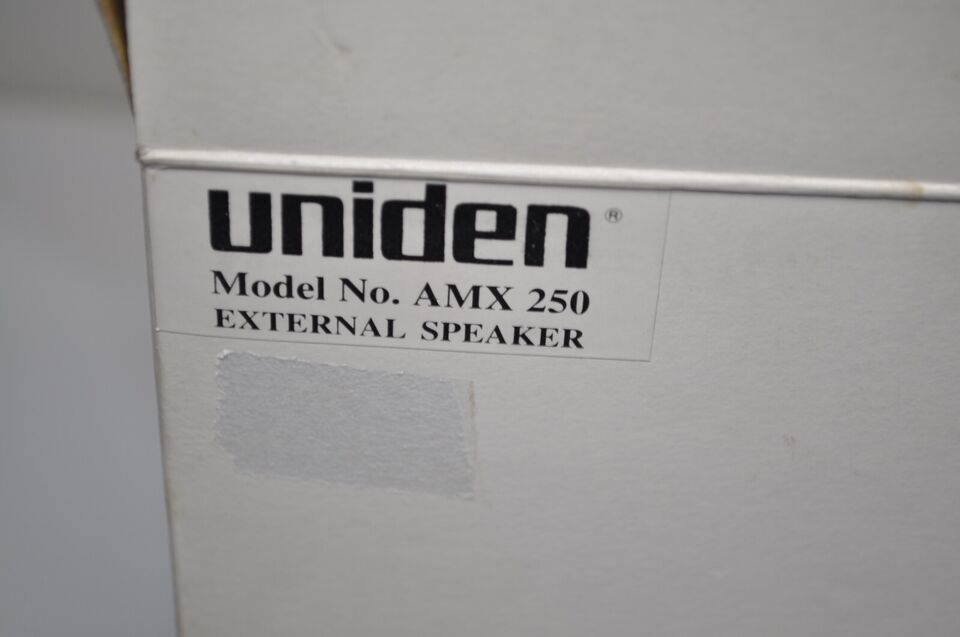 uniden®
Model No. AMX 250
EXTERNAL SPEAKER